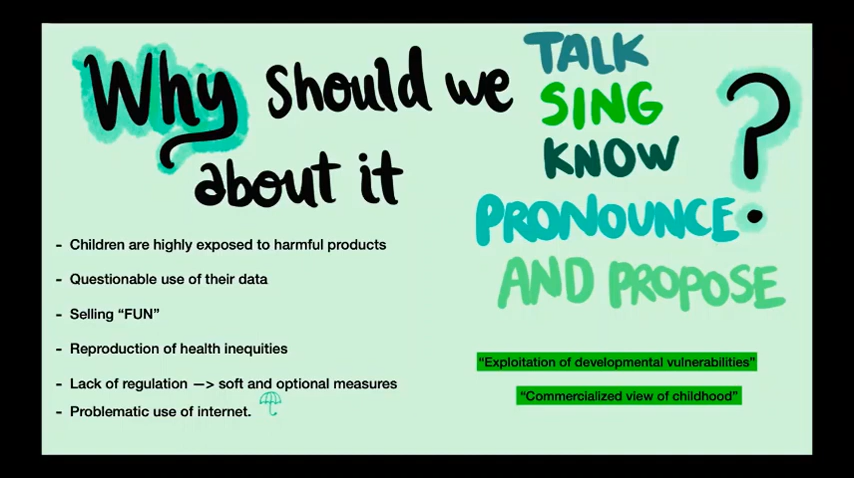 Why should we
about it
TALK
SING
KNOW
PRONOUNCE
AND PROPOSE
?
- Children are highly exposed to harmful products
- Questionable use of their data
- Selling “FUN”
- Reproduction of health inequities
- Lack of regulation —> soft and optional measures
- Problematic use of internet.
“Exploitation of developmental vulnerabilities”
“Commercialized view of childhood”